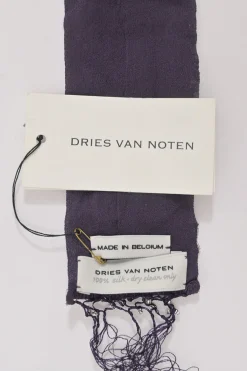 DRIES VAN NOTEN
MADE IN BELGIUM
DRIES VAN NOTEN
100% silk - dry clean only